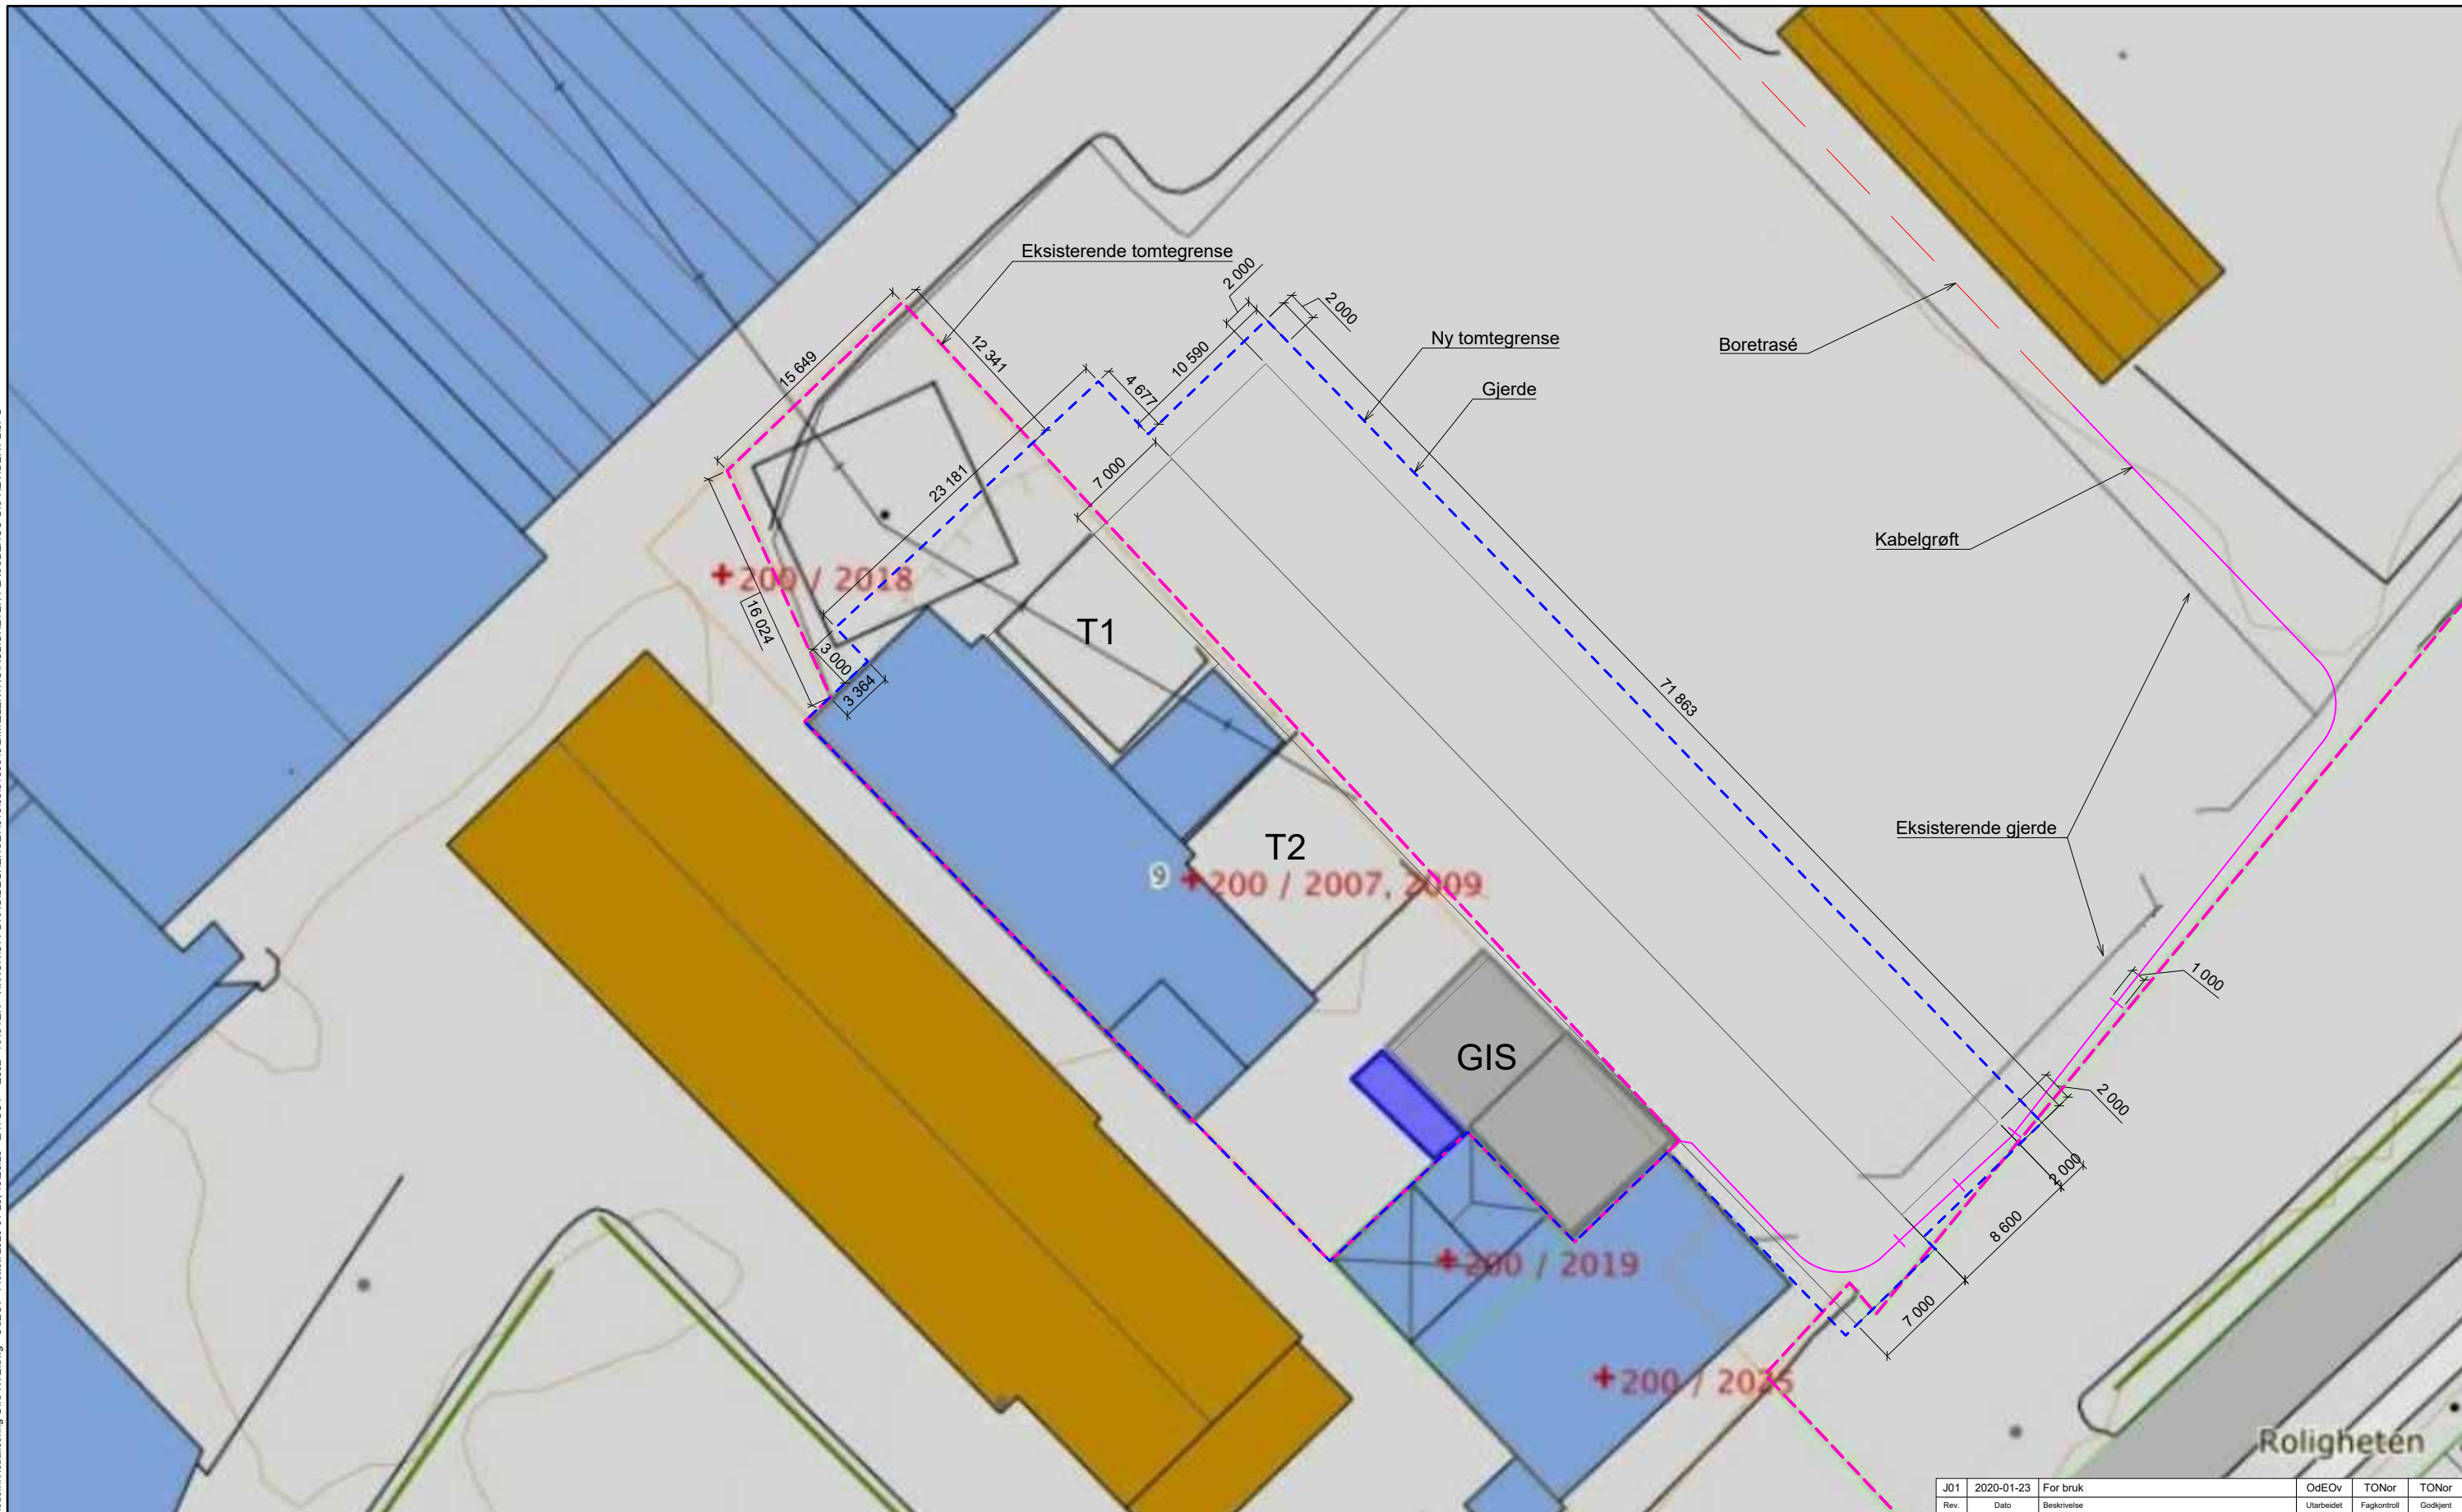 Eksisterende tomtegrense
2 000
2 000
15 649
12 341
10 590
4 677
Ny tomtegrense
Gjerde
Boretrasé
23 181
7 000
Kabelgrøft
200 / 2018
16 024
T1
3 000
3 364
71 863
Eksisterende gjerde
T2
9
200 / 2007, 2009
1 000
GIS
2 000
2 000
8 600
200 / 2019
7 000
200 / 2025
Roligheten
J01 2020-01-23 For bruk OdEOv TONor TONor
Rev. Dato Beskrivelse Utarbeidet Fagkontroll Godkjent